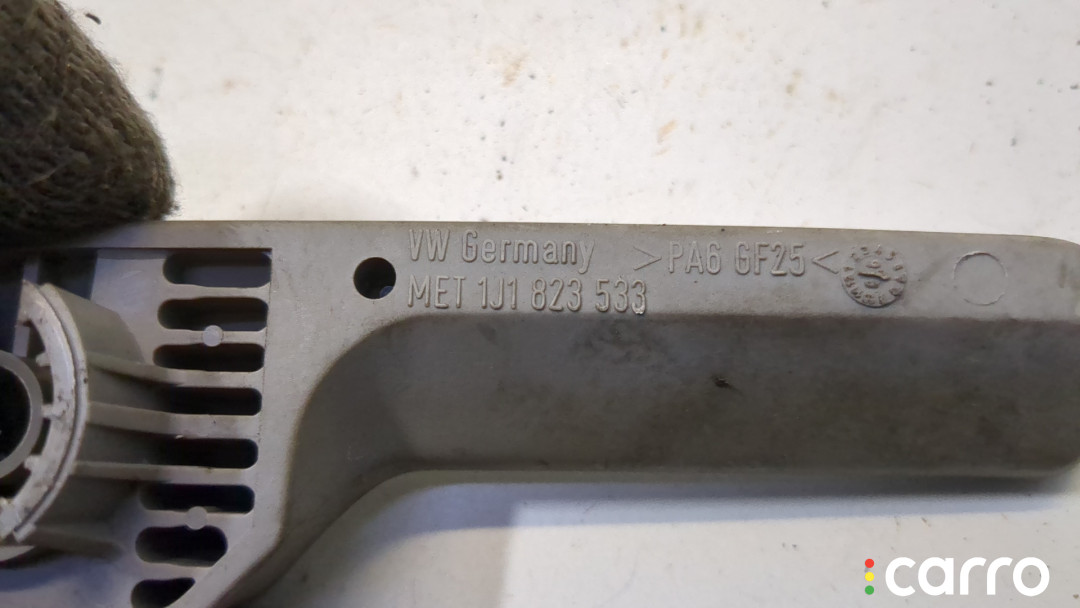 VW Germany >PA6 GF25<
MET 1J1 823 533
carro